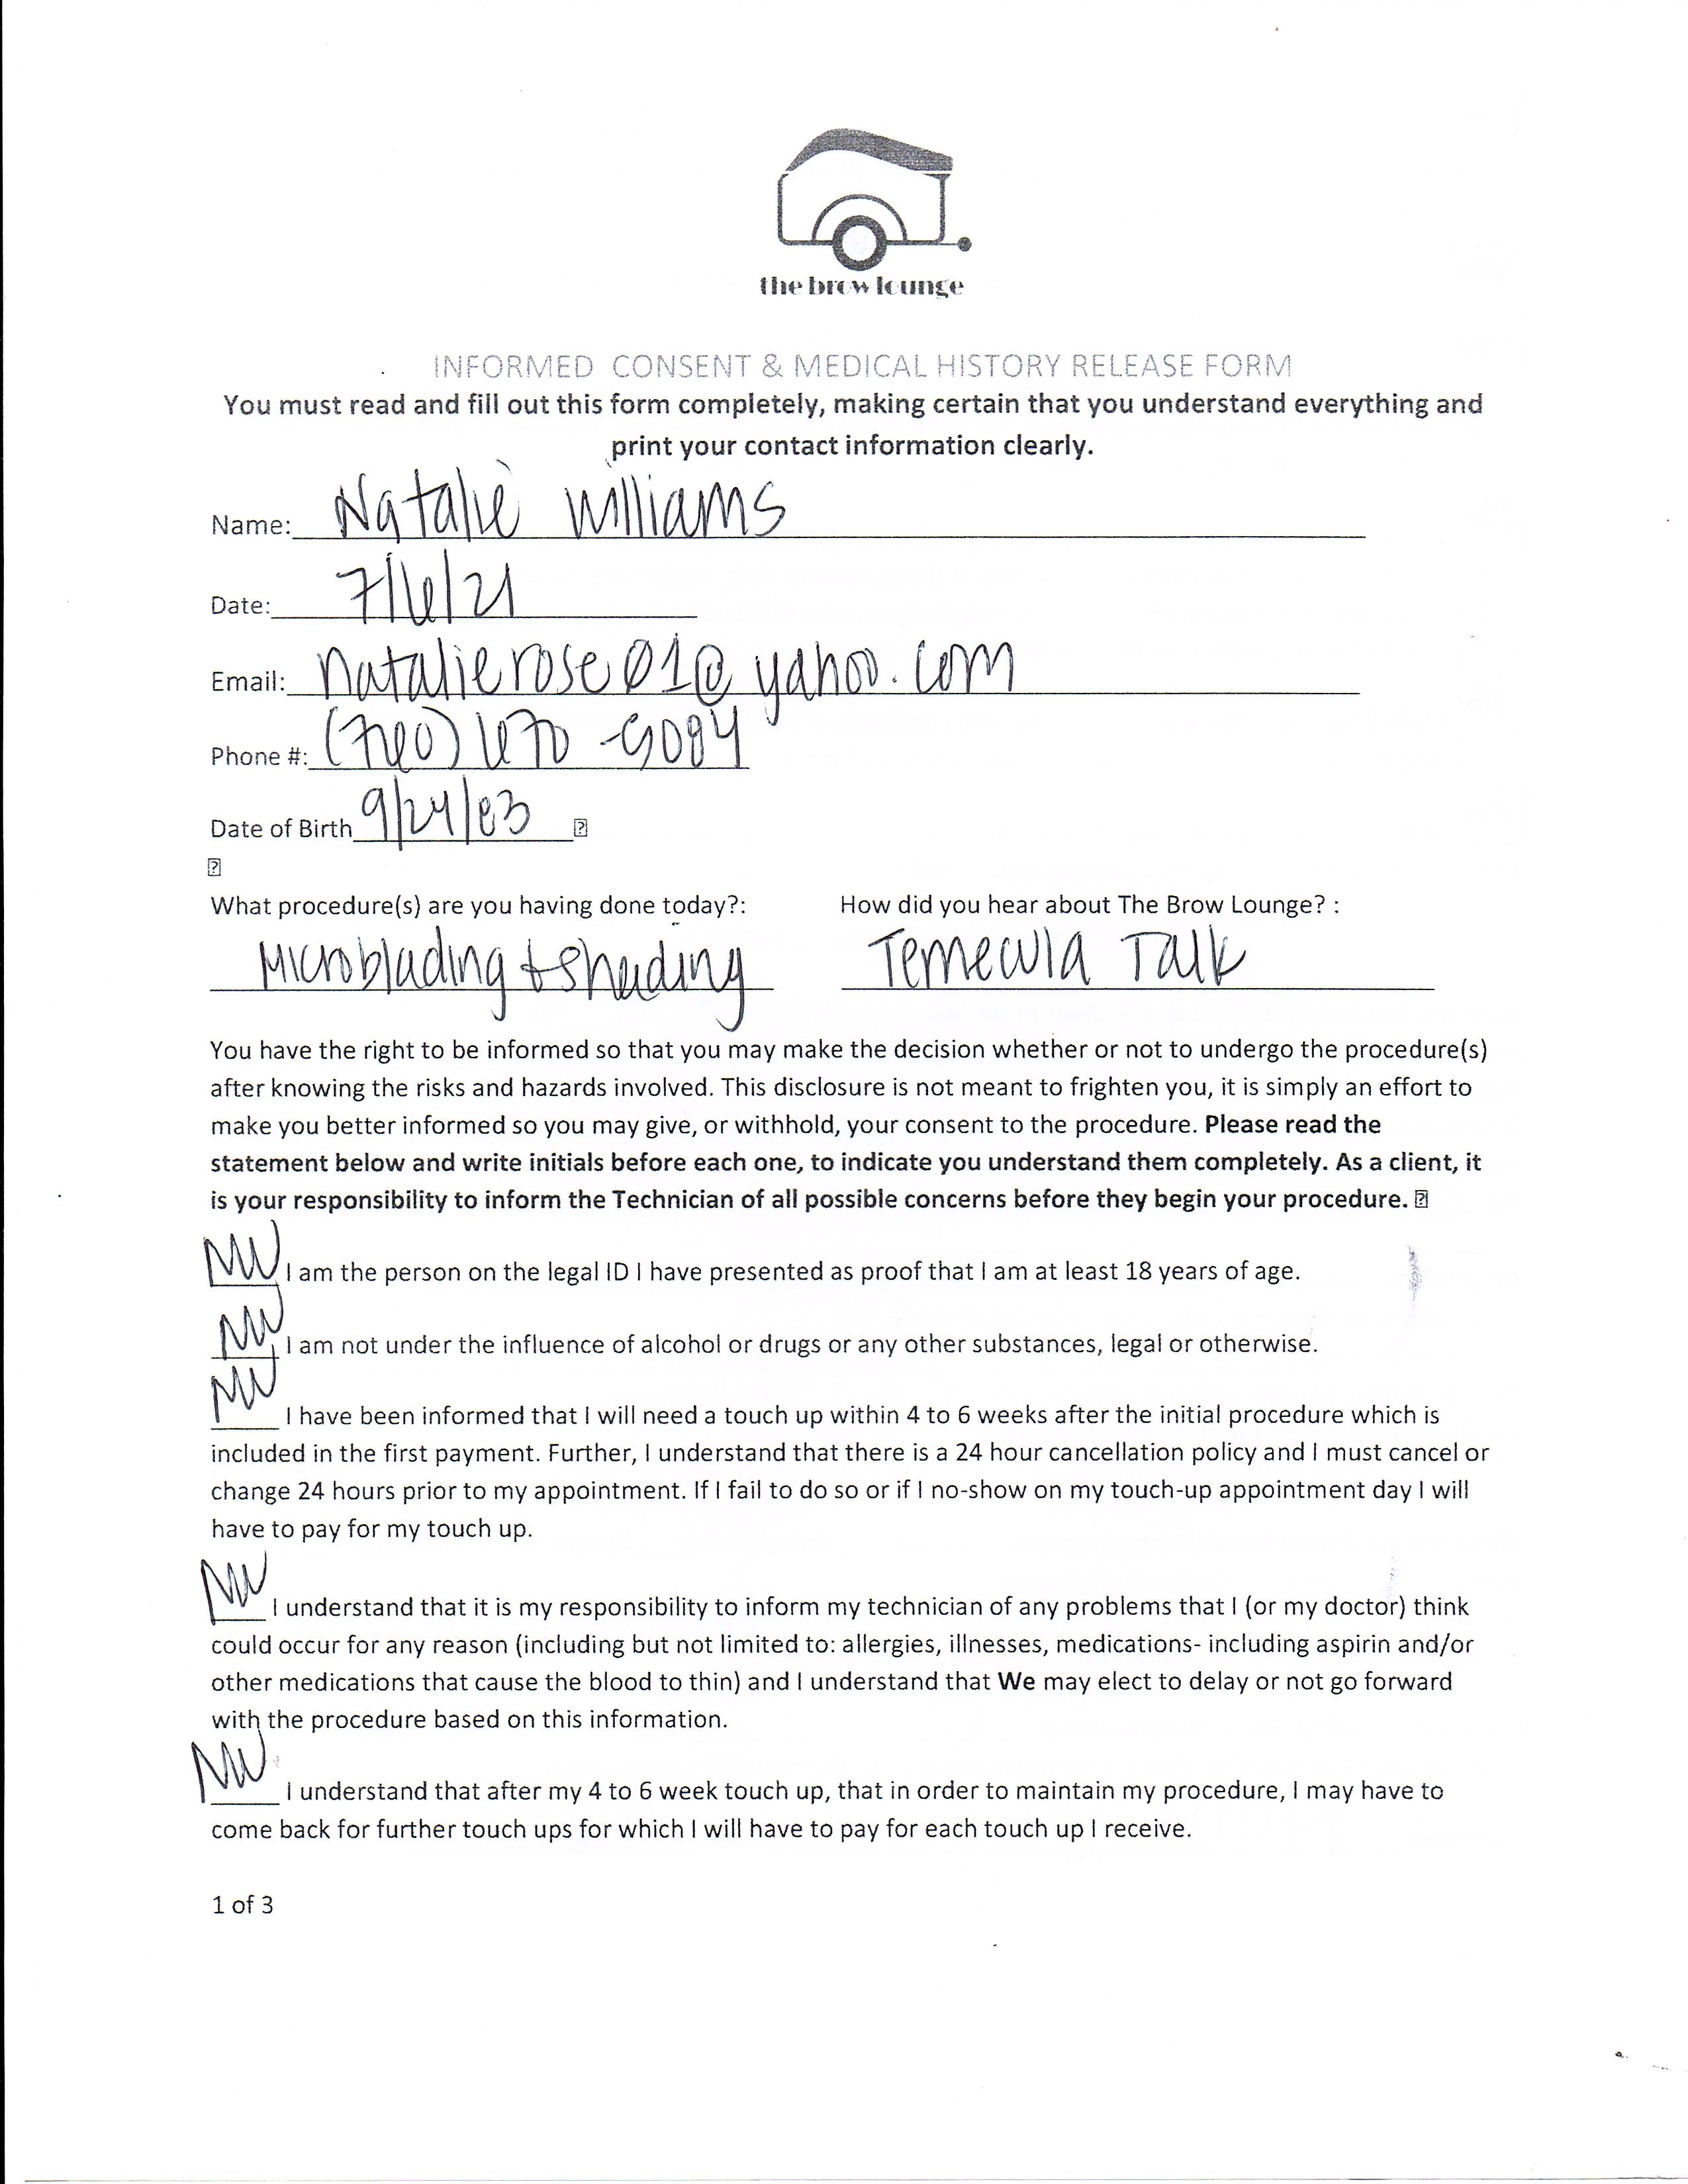 the brow lounge
INFORMED CONSENT & MEDICAL HISTORY RELEASE FORM
You must read and fill out this form completely, making certain that you understand everything and
print your contact information clearly.
Name: Natalie Williams
Date: 7/6/21
Email: natalierose01@yahoo.com
Phone #: (760) 670 -9094
Date of Birth 9/24/83
What procedure(s) are you having done today?: How did you hear about The Brow Lounge? :
Microblading + Shading Temecula Talk
You have the right to be informed so that you may make the decision whether or not to undergo the procedure(s)
after knowing the risks and hazards involved. This disclosure is not meant to frighten you, it is simply an effort to
make you better informed so you may give, or withhold, your consent to the procedure. Please read the
statement below and write initials before each one, to indicate you understand them completely. As a client, it
is your responsibility to inform the Technician of all possible concerns before they begin your procedure.
NW I am the person on the legal ID I have presented as proof that I am at least 18 years of age.
NW I am not under the influence of alcohol or drugs or any other substances, legal or otherwise.
NW I have been informed that I will need a touch up within 4 to 6 weeks after the initial procedure which is
included in the first payment. Further, I understand that there is a 24 hour cancellation policy and I must cancel or
change 24 hours prior to my appointment. If I fail to do so or if I no-show on my touch-up appointment day I will
have to pay for my touch up.
NW I understand that it is my responsibility to inform my technician of any problems that I (or my doctor) think
could occur for any reason (including but not limited to: allergies, illnesses, medications- including aspirin and/or
other medications that cause the blood to thin) and I understand that We may elect to delay or not go forward
with the procedure based on this information.
NW I understand that after my 4 to 6 week touch up, that in order to maintain my procedure, I may have to
come back for further touch ups for which I will have to pay for each touch up I receive.
1 of 3